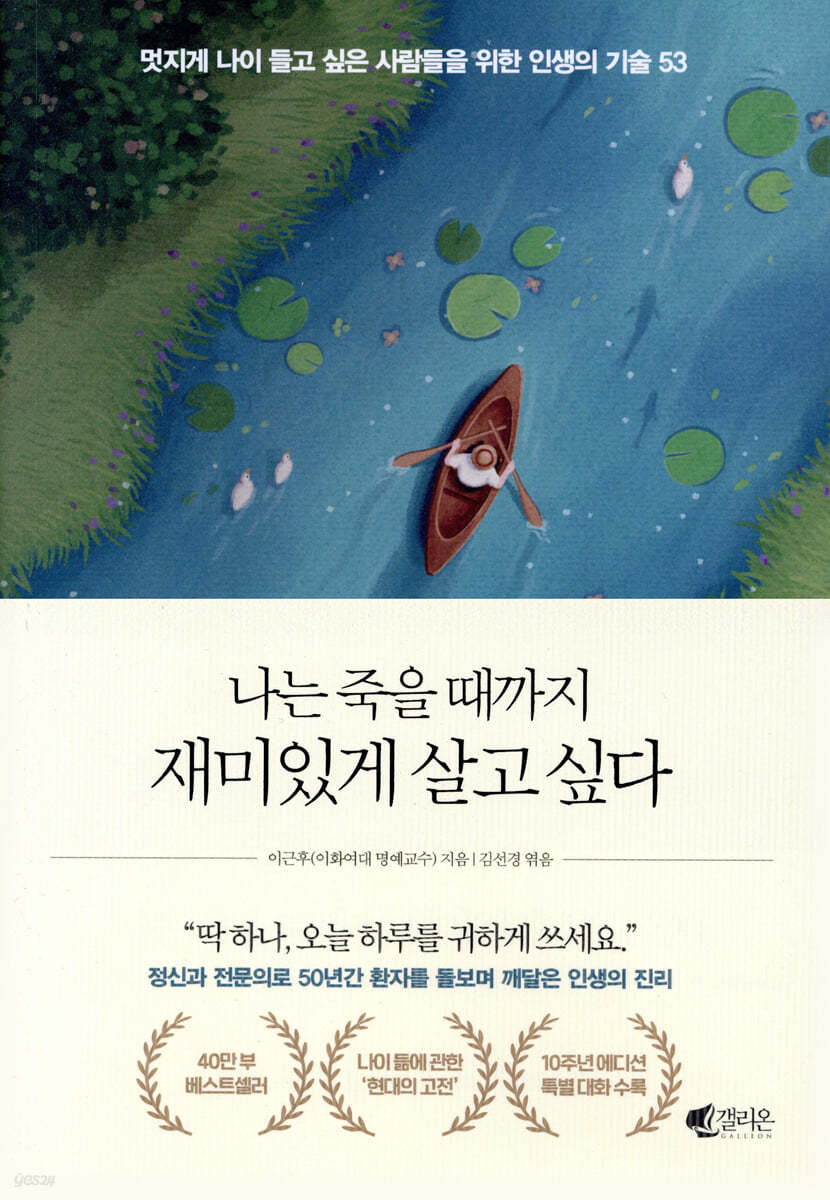 멋지게 나이 들고 싶은 사람들을 위한 인생의 기술 53
나는 죽을 때까지
재미있게 살고 싶다
이근후(이화여대 명예교수) 지음 | 김선경 엮음
“딱 하나, 오늘 하루를 귀하게 쓰세요.”
정신과 전문의로 50년간 환자를 돌보며 깨달은 인생의 진리
40만 부
베스트셀러
나이 듦에 관한
‘현대의 고전’
10주년 에디션
특별 대화 수록
갤리온
GALLEON
yes24